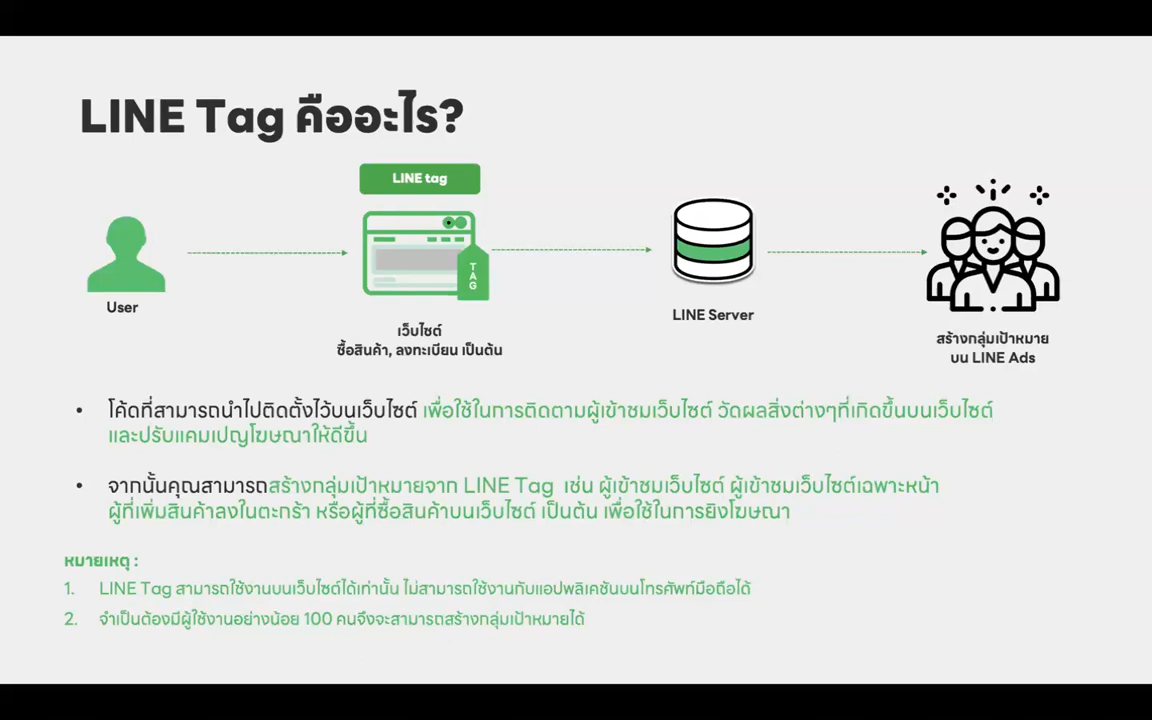 LINE Tag คืออะไร?
LINE tag
TAG
User
เว็บไซต์
ซื้อสินค้า, ลงทะเบียน เป็นต้น
LINE Server
สร้างกลุ่มเป้าหมาย
บน LINE Ads
• โค้ดที่สามารถนำไปติดตั้งไว้บนเว็บไซต์ เพื่อใช้ในการติดตามผู้เข้าชมเว็บไซต์ วัดผลสิ่งต่างๆที่เกิดขึ้นบนเว็บไซต์
และปรับแคมเปญโฆษณาให้ดีขึ้น
• จากนั้นคุณสามารถสร้างกลุ่มเป้าหมายจาก LINE Tag เช่น ผู้เข้าชมเว็บไซต์ ผู้เข้าชมเว็บไซต์เฉพาะหน้า
ผู้ที่เพิ่มสินค้าลงในตะกร้า หรือผู้ที่ซื้อสินค้าบนเว็บไซต์ เป็นต้น เพื่อใช้ในการยิงโฆษณา
หมายเหตุ :
1. LINE Tag สามารถใช้งานบนเว็บไซต์ได้เท่านั้น ไม่สามารถใช้งานกับแอปพลิเคชันบนโทรศัพท์มือถือได้
2. จำเป็นต้องมีผู้ใช้งานอย่างน้อย 100 คนจึงจะสามารถสร้างกลุ่มเป้าหมายได้